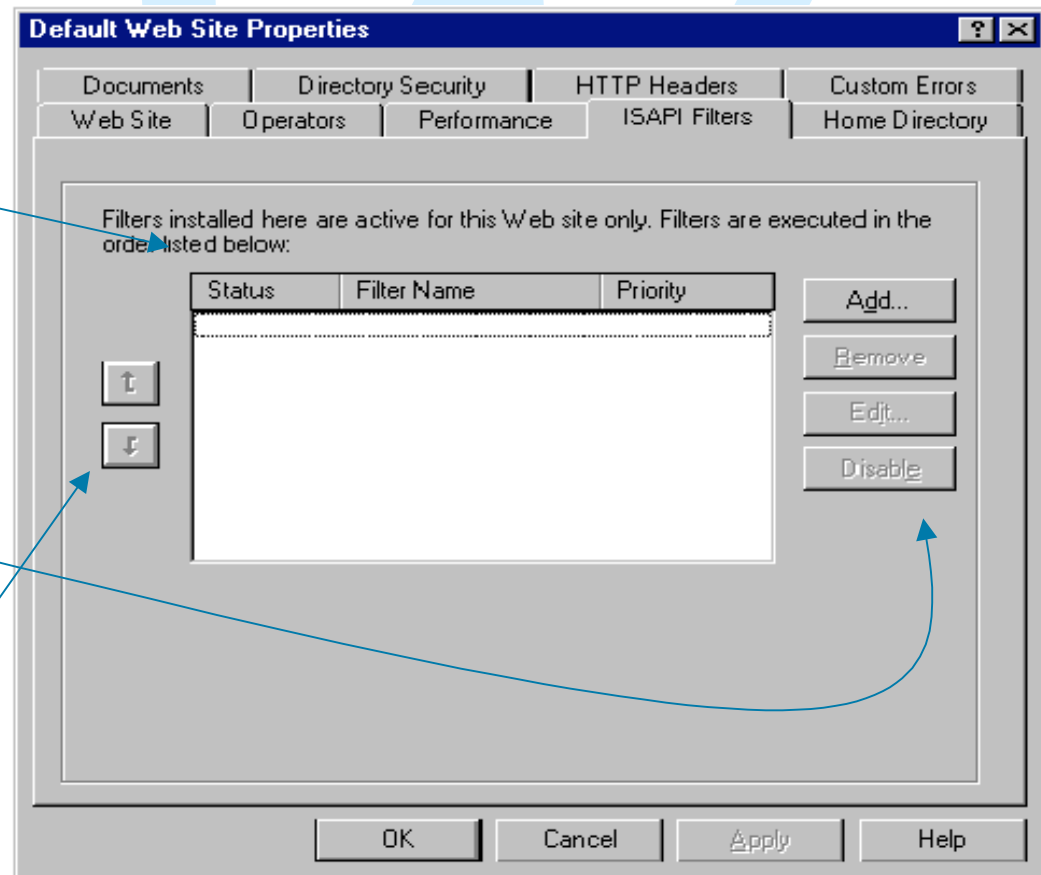 Default Web Site Properties
Documents Directory Security HTTP Headers Custom Errors
Web Site Operators Performance ISAPI Filters Home Directory
Filters installed here are active for this Web site only. Filters are executed in the
order listed below:
Status Filter Name Priority
Add...
Remove
Edit...
Disable
OK Cancel Apply Help